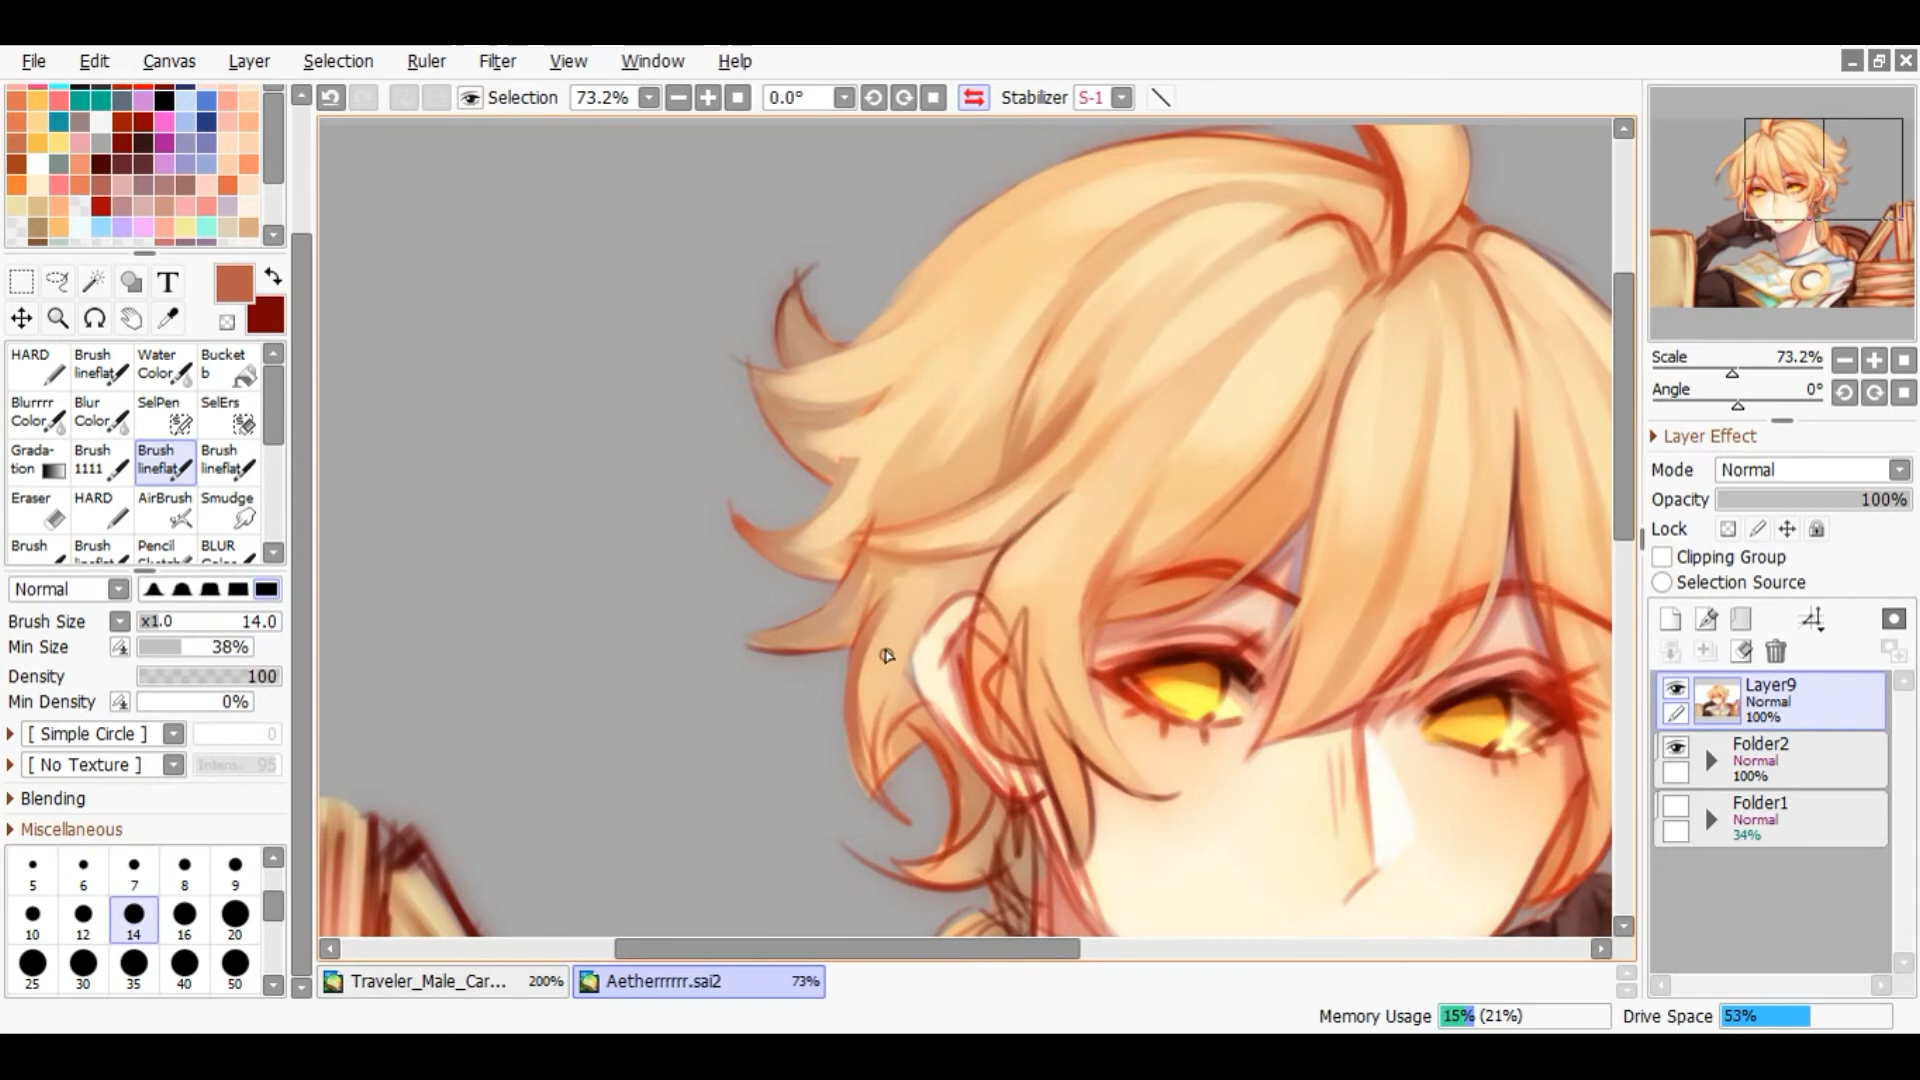 File Edit Canvas Layer Selection Ruler Filter View Window Help
Selection 73.2% 0.0° Stabilizer S-1
T
HARD Brush lineflat Water Color Bucket b
Blurrrr Color Blur Color SelPen SelErs
Grada-tion Brush 1111 Brush lineflat Brush lineflat
Eraser HARD AirBrush Smudge
Brush Brush Pencil BLUR
Normal
Brush Size x1.0 14.0
Min Size 38%
Density 100
Min Density 0%
[ Simple Circle ] 0
[ No Texture ] Intens. 95
Blending
Miscellaneous
5 6 7 8 9
10 12 14 16 20
25 30 35 40 50
Traveler_Male_Car... 200% Aetherrrrrr.sai2 73%
Scale 73.2%
Angle 0°
Layer Effect
Mode Normal
Opacity 100%
Lock
Clipping Group
Selection Source
Layer9
Normal
100%
Folder2
Normal
100%
Folder1
Normal
34%
Memory Usage 15% (21%) Drive Space 53%